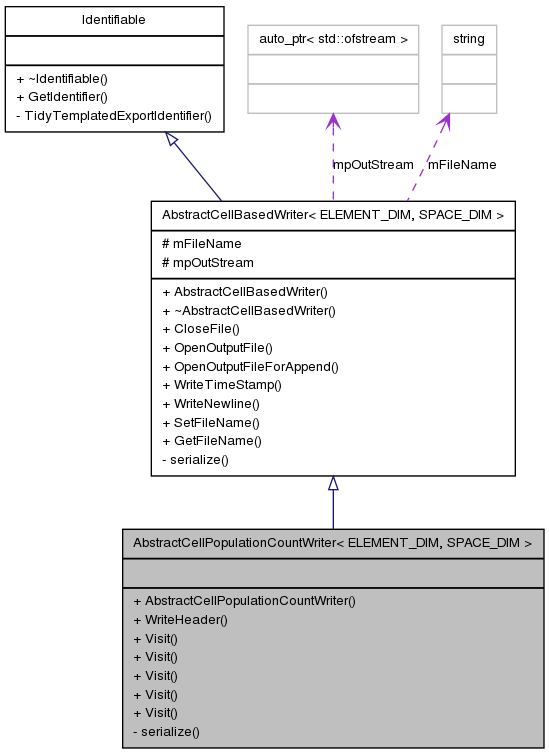 Identifiable
+ ~Identifiable()
+ GetIdentifier()
- TidyTemplatedExportIdentifier()
auto_ptr< std::ofstream >
string
mpOutStream
mFileName
AbstractCellBasedWriter< ELEMENT_DIM, SPACE_DIM >
# mFileName
# mpOutStream
+ AbstractCellBasedWriter()
+ ~AbstractCellBasedWriter()
+ CloseFile()
+ OpenOutputFile()
+ OpenOutputFileForAppend()
+ WriteTimeStamp()
+ WriteNewline()
+ SetFileName()
+ GetFileName()
- serialize()
AbstractCellPopulationCountWriter< ELEMENT_DIM, SPACE_DIM >
+ AbstractCellPopulationCountWriter()
+ WriteHeader()
+ Visit()
+ Visit()
+ Visit()
+ Visit()
+ Visit()
- serialize()